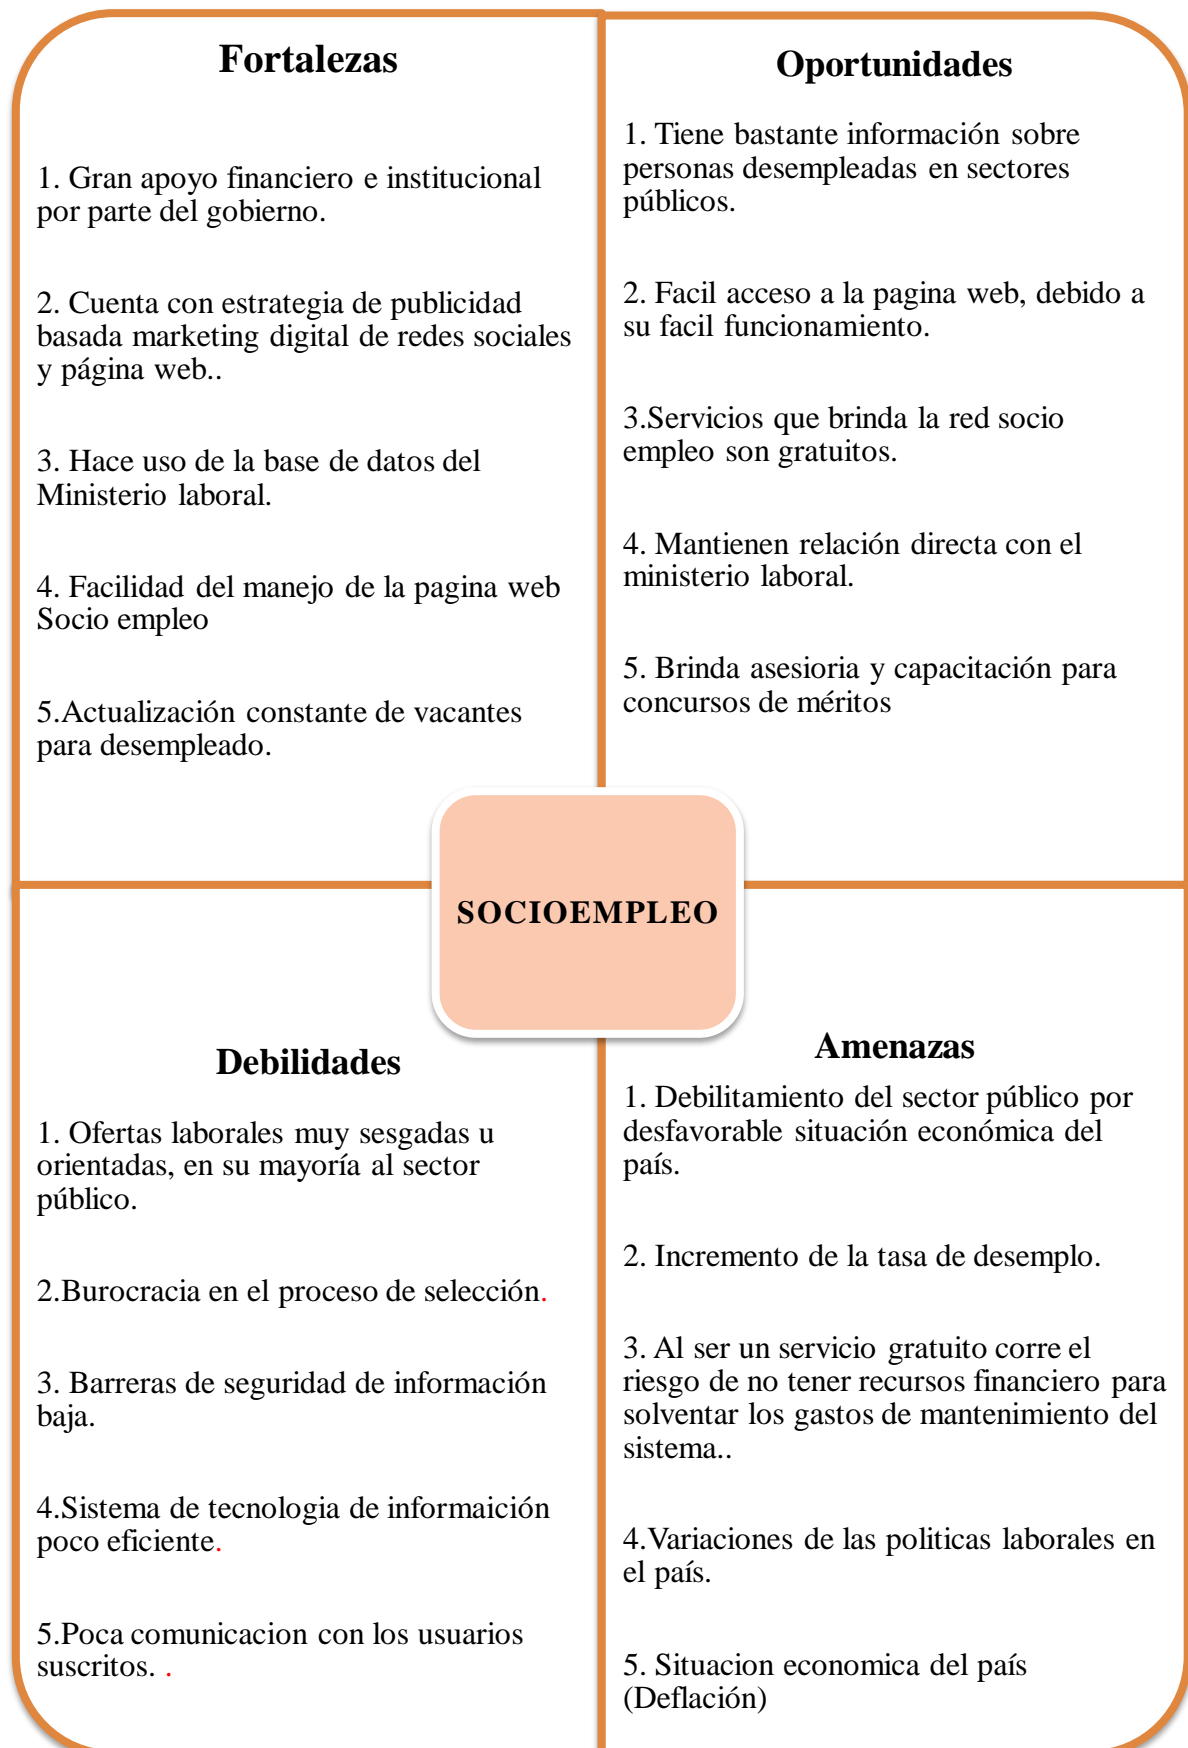 Fortalezas
1. Gran apoyo financiero e institucional
por parte del gobierno.
2. Cuenta con estrategia de publicidad
basada marketing digital de redes sociales
y página web..
3. Hace uso de la base de datos del
Ministerio laboral.
4. Facilidad del manejo de la pagina web
Socio empleo
5.Actualización constante de vacantes
para desempleado.
Oportunidades
1. Tiene bastante información sobre
personas desempleadas en sectores
públicos.
2. Facil acceso a la pagina web, debido a
su facil funcionamiento.
3.Servicios que brinda la red socio
empleo son gratuitos.
4. Mantienen relación directa con el
ministerio laboral.
5. Brinda asesioria y capacitación para
concursos de méritos
SOCIOEMPLEO
Debilidades
1. Ofertas laborales muy sesgadas u
orientadas, en su mayoría al sector
público.
2.Burocracia en el proceso de selección.
3. Barreras de seguridad de información
baja.
4.Sistema de tecnologia de informaición
poco eficiente.
5.Poca comunicacion con los usuarios
suscritos. .
Amenazas
1. Debilitamiento del sector público por
desfavorable situación económica del
país.
2. Incremento de la tasa de desemplo.
3. Al ser un servicio gratuito corre el
riesgo de no tener recursos financiero para
solventar los gastos de mantenimiento del
sistema..
4.Variaciones de las politicas laborales en
el país.
5. Situacion economica del país
(Deflación)